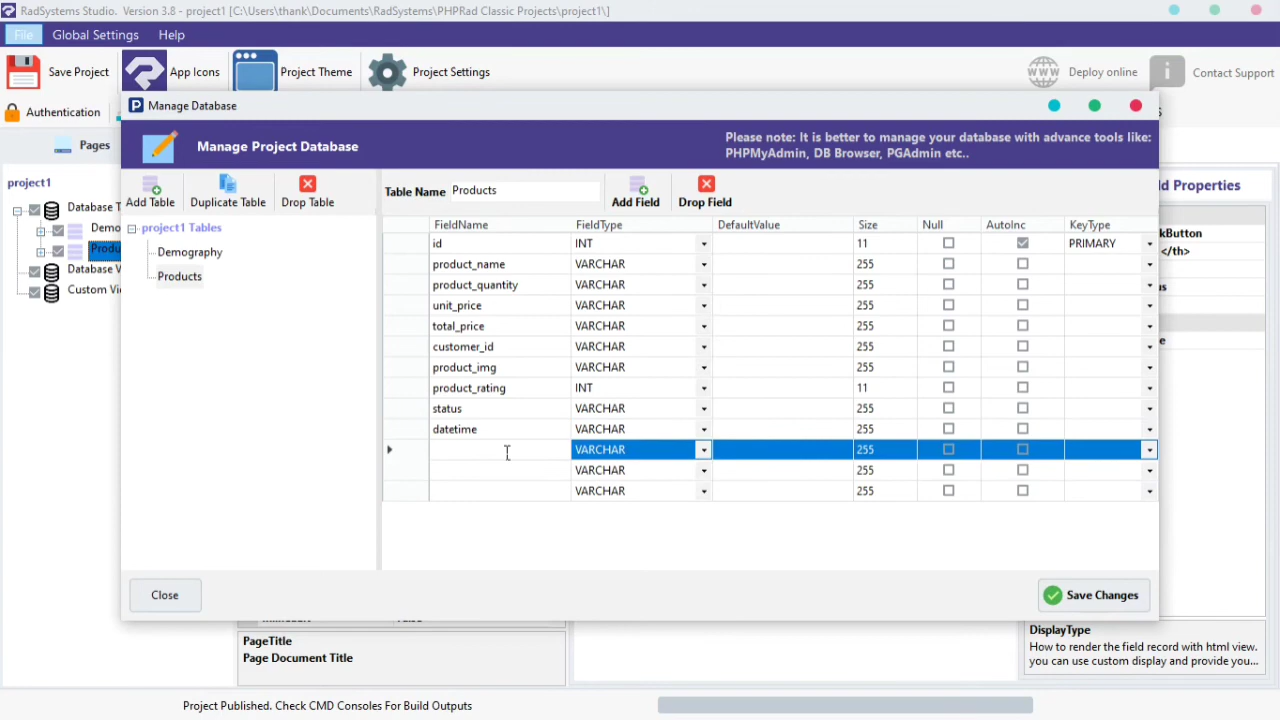 RadSystems Studio. Version 3.8 - project1 [C:\Users\thank\Documents\RadSystems\PHPRad Classic Projects\project1\]
File Global Settings Help
Save Project App Icons Project Theme Project Settings WWW Deploy online i Contact Support
Authentication
Manage Database
Manage Project Database
Please note: It is better to manage your database with advance tools like:
PHPMyAdmin, DB Browser, PGAdmin etc..
Pages
Add Table Duplicate Table Drop Table
Table Name Products Add Field Drop Field
project1
Database T
Demo
Produ
Database V
Custom Vi
project1 Tables
Demography
Products
FieldName FieldType DefaultValue Size Null AutoInc KeyType
id INT 11 PRIMARY
product_name VARCHAR 255
product_quantity VARCHAR 255
unit_price VARCHAR 255
total_price VARCHAR 255
customer_id VARCHAR 255
product_img VARCHAR 255
product_rating INT 11
status VARCHAR 255
datetime VARCHAR 255
VARCHAR 255
VARCHAR 255
VARCHAR 255
ld Properties
kButton
</th>
us
e
Close Save Changes
PageTitle
Page Document Title
DisplayType
How to render the field record with html view.
you can use custom display and provide you...
Project Published. Check CMD Consoles For Build Outputs